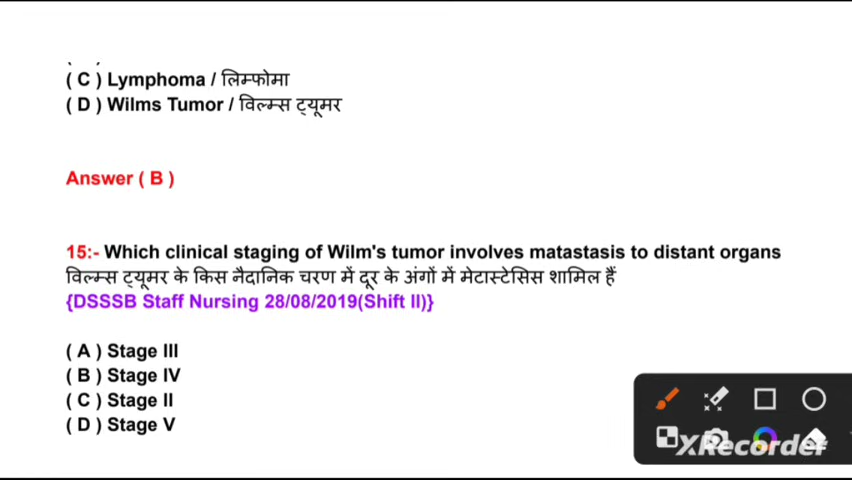 ( C ) Lymphoma / लिम्फोमा
( D ) Wilms Tumor / विल्म्स ट्यूमर
Answer ( B )
15:- Which clinical staging of Wilm's tumor involves matastasis to distant organs
विल्म्स ट्यूमर के किस नैदानिक चरण में दूर के अंगों में मेटास्टेसिस शामिल हैं
{DSSSB Staff Nursing 28/08/2019(Shift II)}
( A ) Stage III
( B ) Stage IV
( C ) Stage II
( D ) Stage V
XRecorder